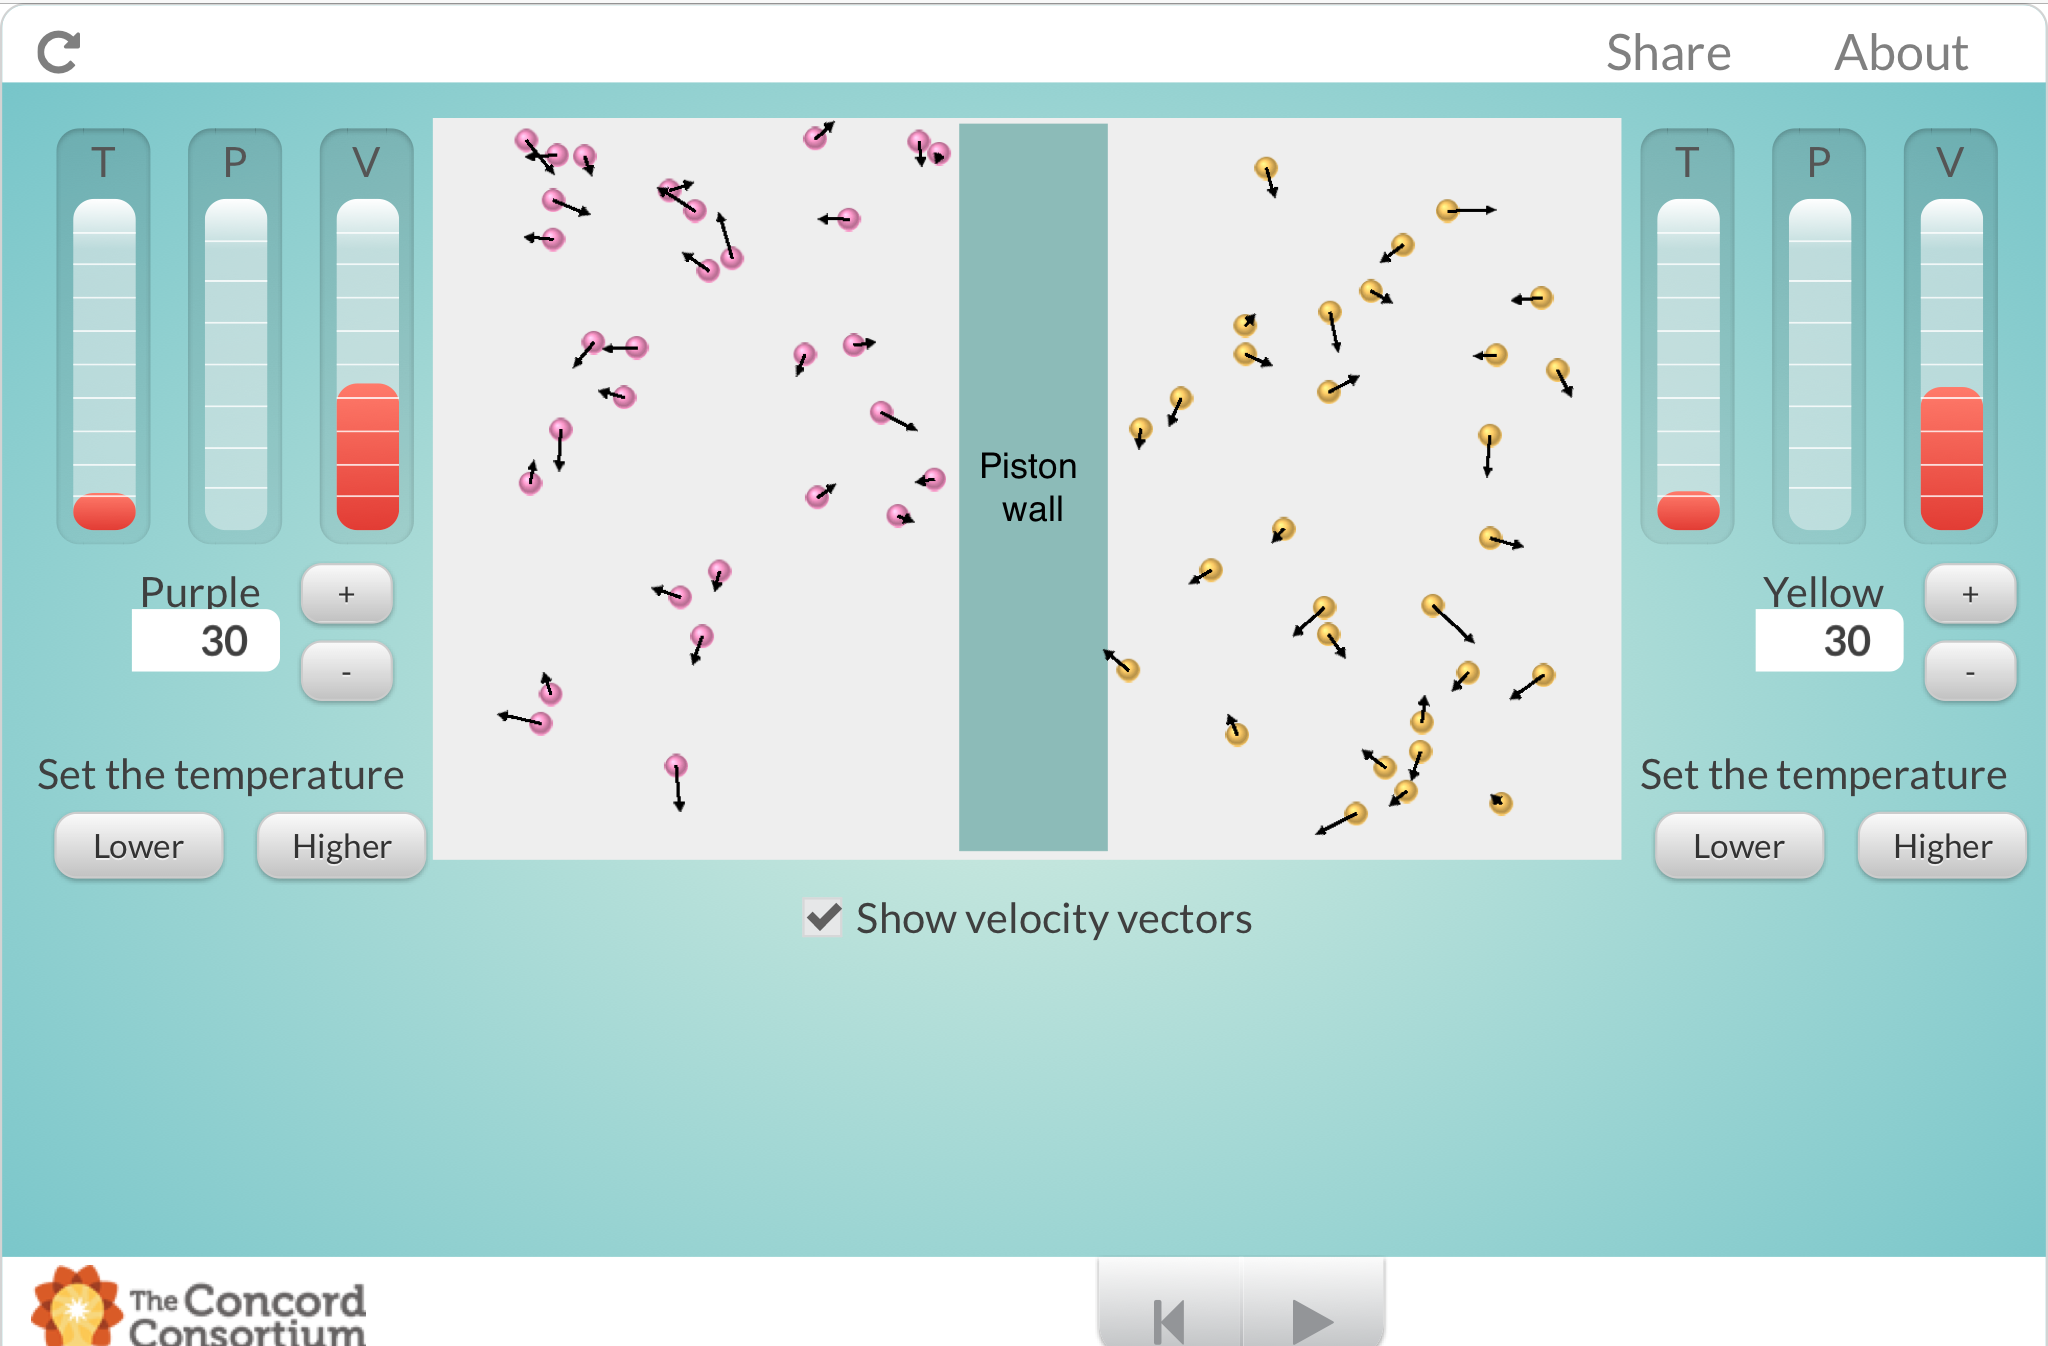 Share About
T P V
T P V
Piston
wall
Purple
30
+
-
Yellow
30
+
-
Set the temperature
Lower Higher
Set the temperature
Lower Higher
Show velocity vectors
The Concord
Consortium